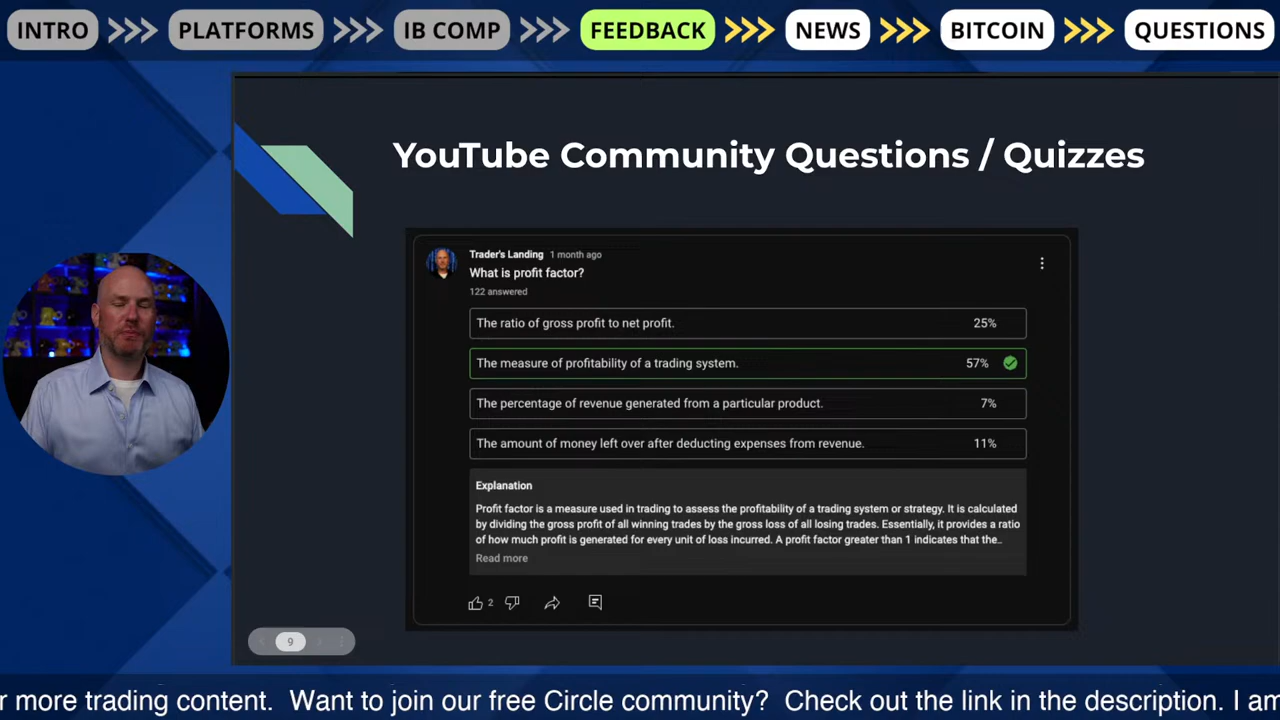 INTRO PLATFORMS IB COMP FEEDBACK NEWS BITCOIN QUESTIONS
YouTube Community Questions / Quizzes
Trader's Landing 1 month ago
What is profit factor?
122 answered
The ratio of gross profit to net profit. 25%
The measure of profitability of a trading system. 57%
The percentage of revenue generated from a particular product. 7%
The amount of money left over after deducting expenses from revenue. 11%
Explanation
Profit factor is a measure used in trading to assess the profitability of a trading system or strategy. It is calculated
by dividing the gross profit of all winning trades by the gross loss of all losing trades. Essentially, it provides a ratio
of how much profit is generated for every unit of loss incurred. A profit factor greater than 1 indicates that the...
Read more
2
9
r more trading content. Want to join our free Circle community? Check out the link in the description. I am